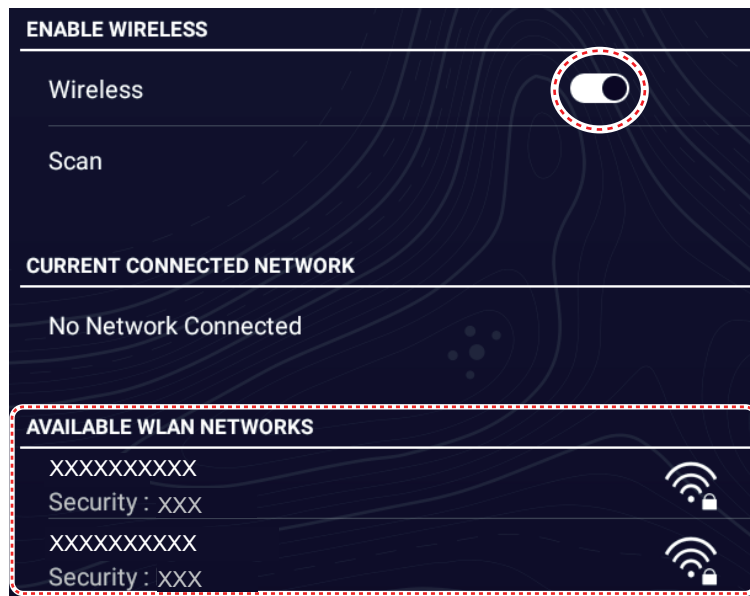 ENABLE WIRELESS
Wireless
Scan
CURRENT CONNECTED NETWORK
No Network Connected
AVAILABLE WLAN NETWORKS
XXXXXXXXXX
Security : XXX
XXXXXXXXXX
Security : XXX